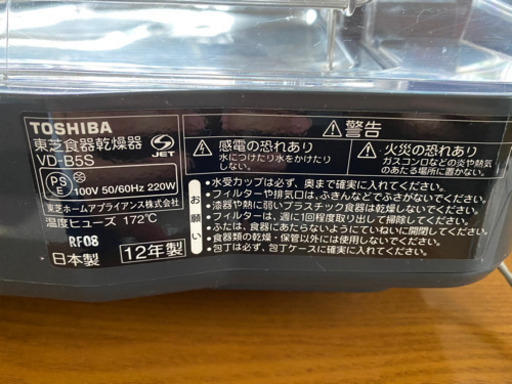 TOSHIBA
東芝食器乾燥器
VD-B5S
JET
PS
E
100V 50/60Hz 220W
東芝ホームアプライアンス株式会社
温度ヒューズ 172℃
RF08
日本製
12年製
警告
感電の恐れあり
水につけたり水をかけたり
しない。
火災の恐れあり
ガスコンロなどの炎や熱気
のあたる場所に置かない。
お願い
•水受カップは必ず、奥まで確実に入れてください。
•フィルターや排気口は、ふきんなどでふさがないでください。
•漆器や熱に弱いプラスチック食器は乾燥しないでください。
•フィルターは、週に1回程度取り出して掃除してください。
•ふたは、食器にあたらないようにていねいに開閉してください。
•食器類の乾燥・保管以外には使用しないでください。
•包丁は必ず、包丁ケースに確実に入れてください。